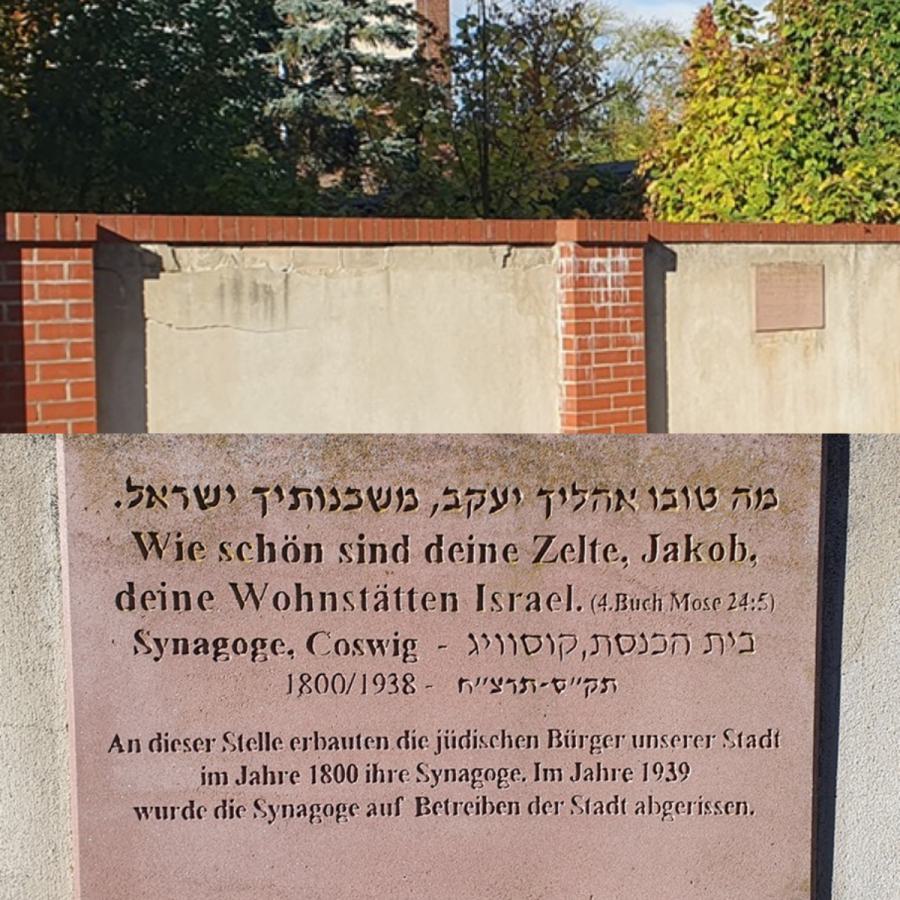 מה טובו אהליך יעקב, משכנותיך ישראל.
Wie schön sind deine Zelte, Jakob,
deine Wohnstätten Israel. (4.Buch Mose 24:5)
Synagoge, Coswig - בית הכנסת,קוסוויג
1800/1938 - תק״ס-תרצ״ח
An dieser Stelle erbauten die jüdischen Bürger unserer Stadt
im Jahre 1800 ihre Synagoge. Im Jahre 1939
wurde die Synagoge auf Betreiben der Stadt abgerissen.